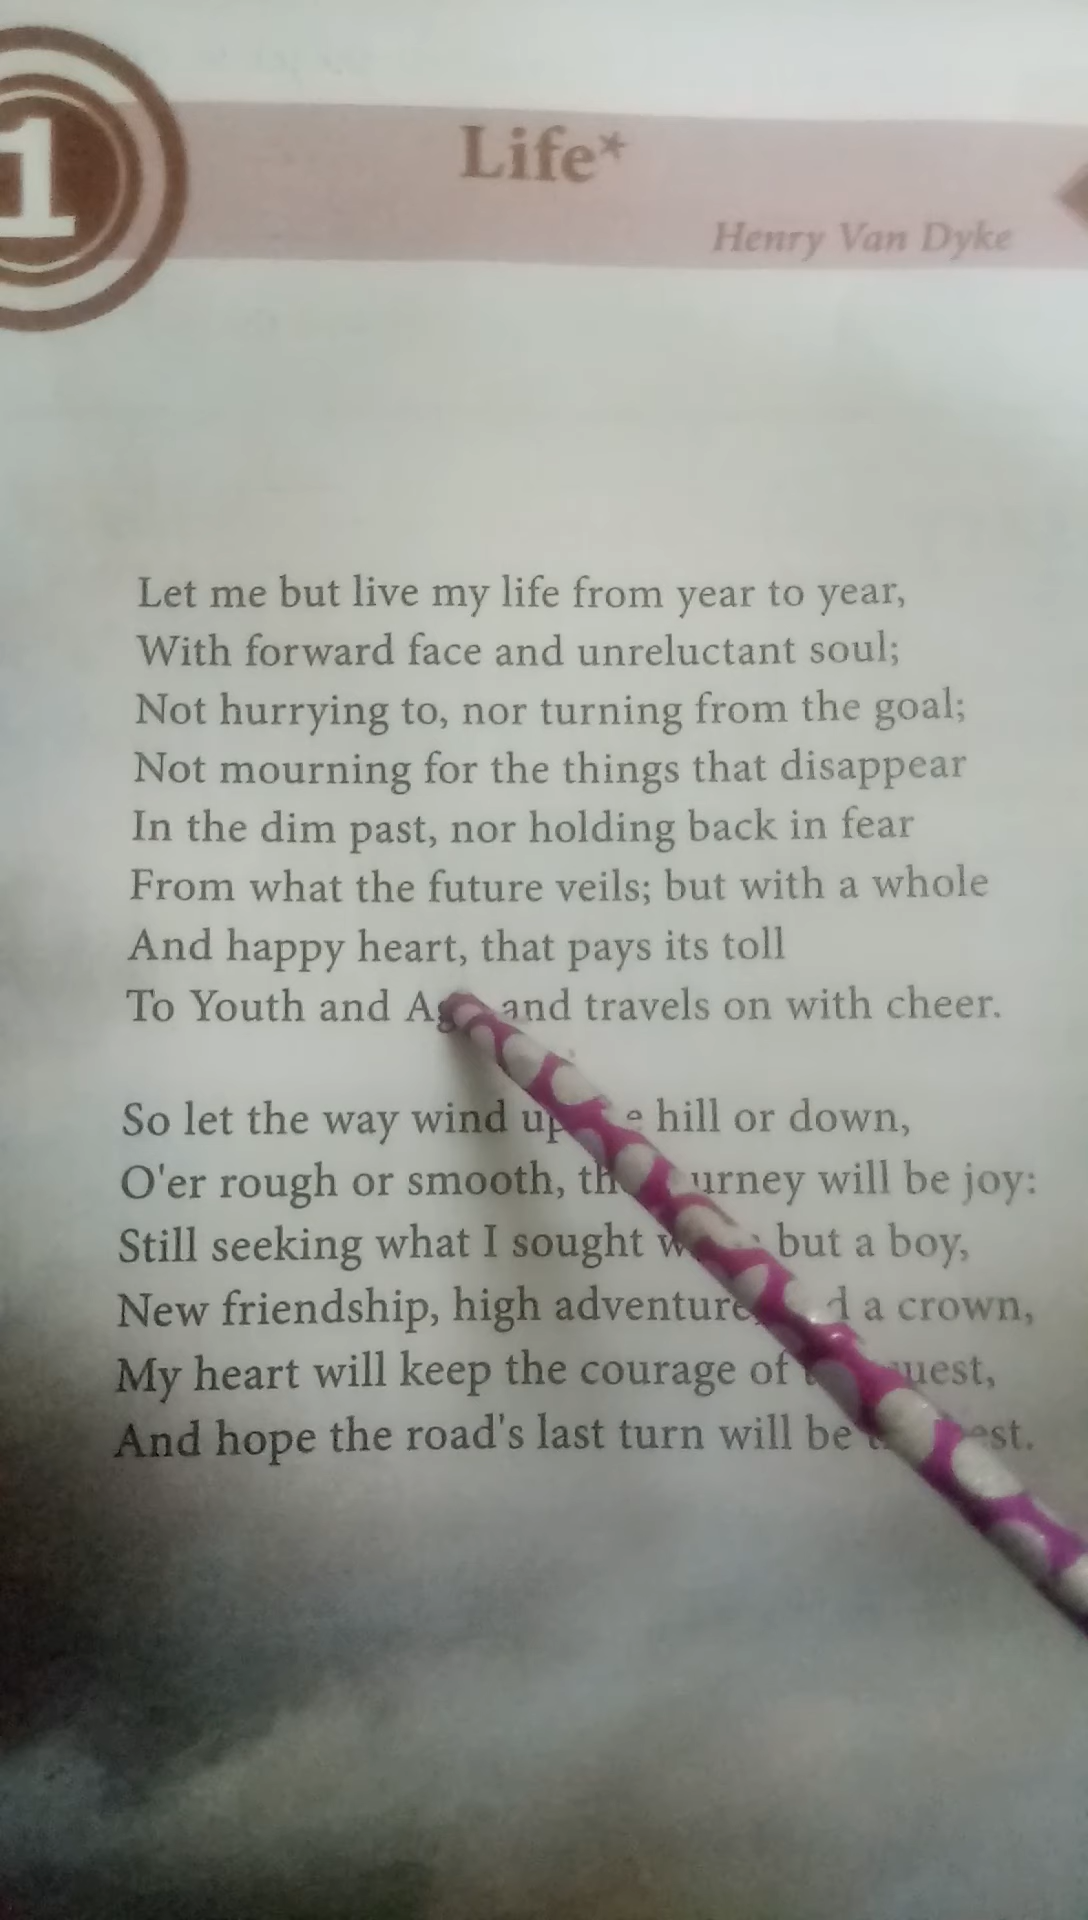 1
Life*
Henry Van Dyke
Let me but live my life from year to year,
With forward face and unreluctant soul;
Not hurrying to, nor turning from the goal;
Not mourning for the things that disappear
In the dim past, nor holding back in fear
From what the future veils; but with a whole
And happy heart, that pays its toll
To Youth and and travels on with cheer.
So let the way wind up hill or down,
O'er rough or smooth, will be joy:
Still seeking what I sought but a boy,
New friendship, high adventure, a crown,
My heart will keep the courage of
And hope the road's last turn will be